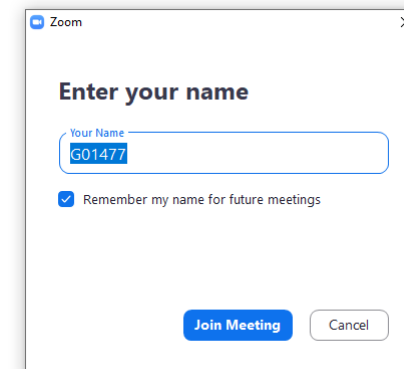 Zoom
Enter your name
Your Name
G01477
Remember my name for future meetings
Join Meeting Cancel